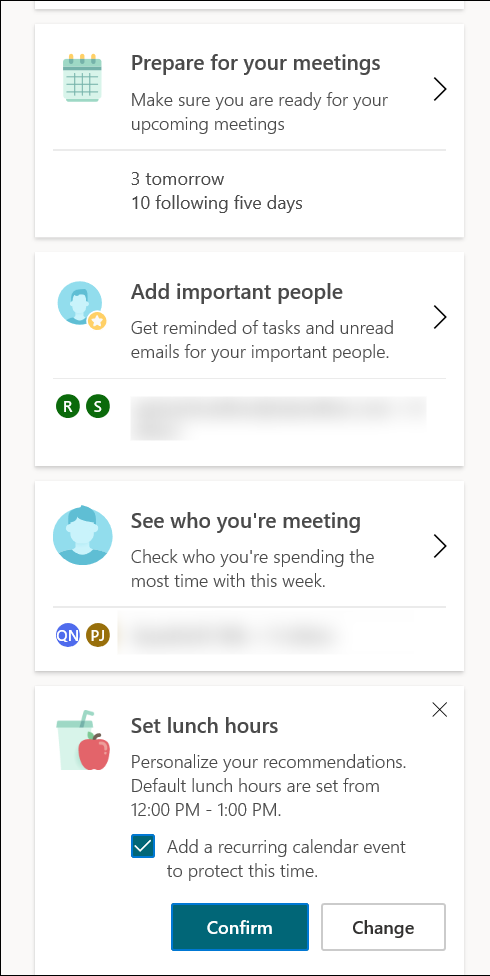 Prepare for your meetings
Make sure you are ready for your
upcoming meetings
3 tomorrow
10 following five days
Add important people
Get reminded of tasks and unread
emails for your important people.
R S
See who you're meeting
Check who you're spending the
most time with this week.
QN PJ
Set lunch hours
Personalize your recommendations.
Default lunch hours are set from
12:00 PM - 1:00 PM.
Add a recurring calendar event
to protect this time.
Confirm Change